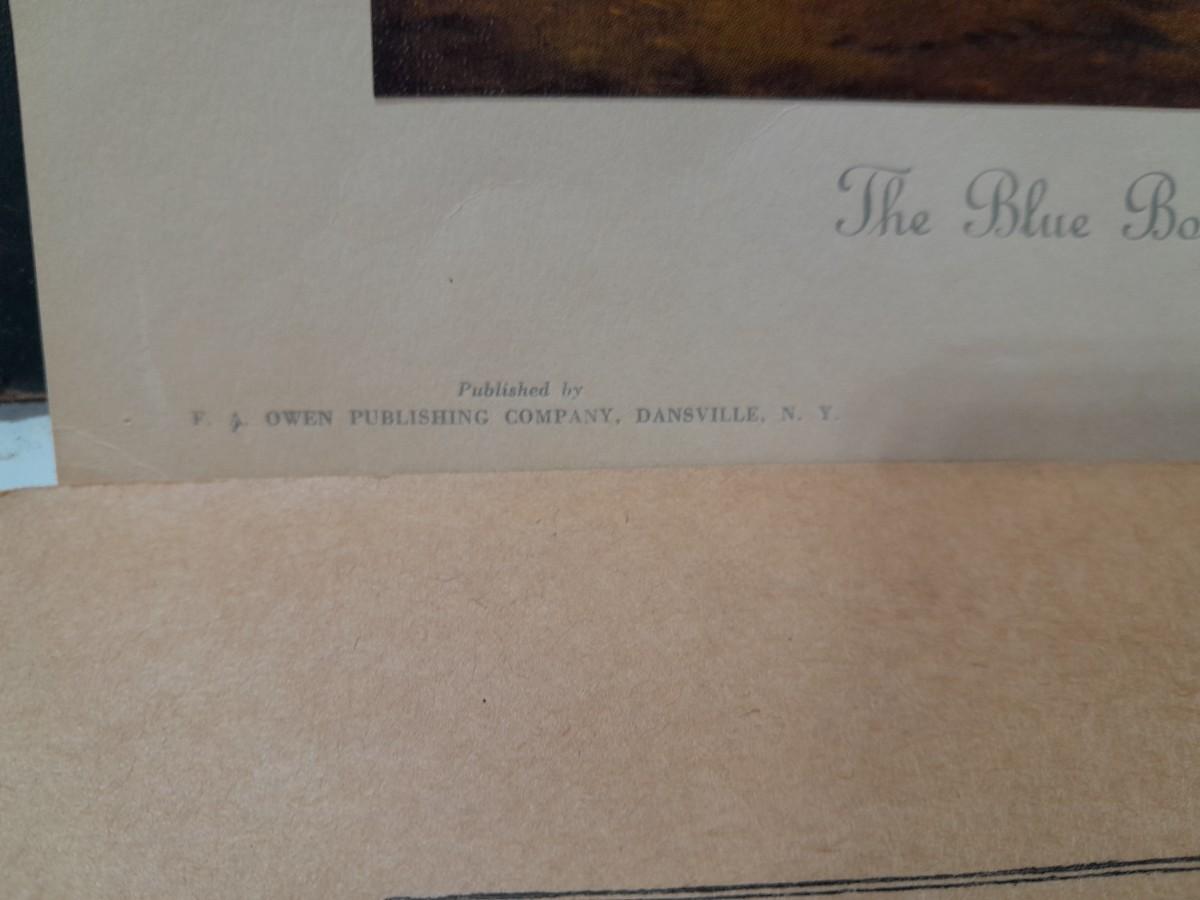 The Blue Bo
Published by
F. A. OWEN PUBLISHING COMPANY, DANSVILLE, N. Y.